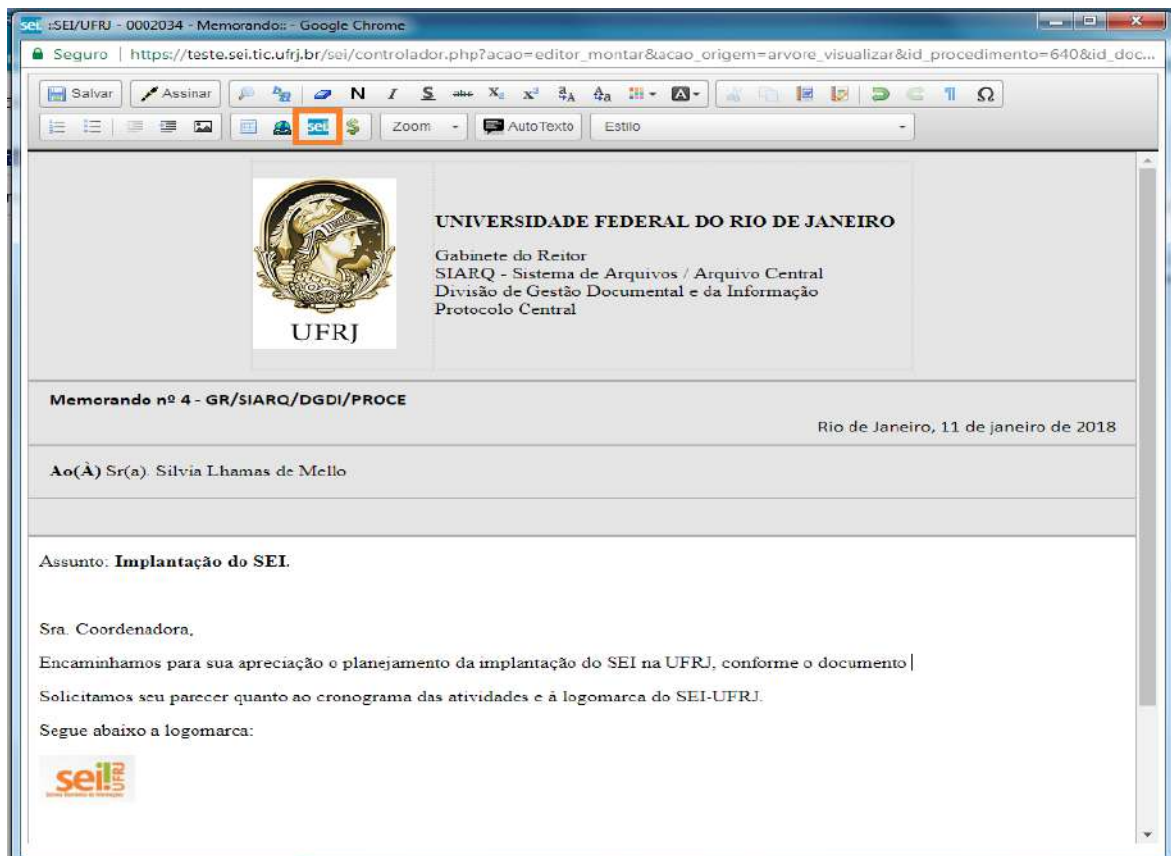 :SEI/UFRJ - 0002034 - Memorando:: - Google Chrome
Seguro | https://teste.sei.tic.ufrj.br/sei/controlador.php?acao=editor_montar&acao_origem=arvore_visualizar&id_procedimento=640&id_doc...
Salvar Assinar N I S abc X₂ x² Ω
sei $ Zoom AutoTexto Estilo
UNIVERSIDADE FEDERAL DO RIO DE JANEIRO
Gabinete do Reitor
SIARQ - Sistema de Arquivos / Arquivo Central
Divisão de Gestão Documental e da Informação
Protocolo Central
UFRJ
Memorando nº 4 - GR/SIARQ/DGDI/PROCE
Rio de Janeiro, 11 de janeiro de 2018
Ao(À) Sr(a). Silvia Lhamas de Mello
Assunto: Implantação do SEI.
Sra. Coordenadora,
Encaminhamos para sua apreciação o planejamento da implantação do SEI na UFRJ, conforme o documento
Solicitamos seu parecer quanto ao cronograma das atividades e à logomarca do SEI-UFRJ.
Segue abaixo a logomarca:
sei! UFRJ